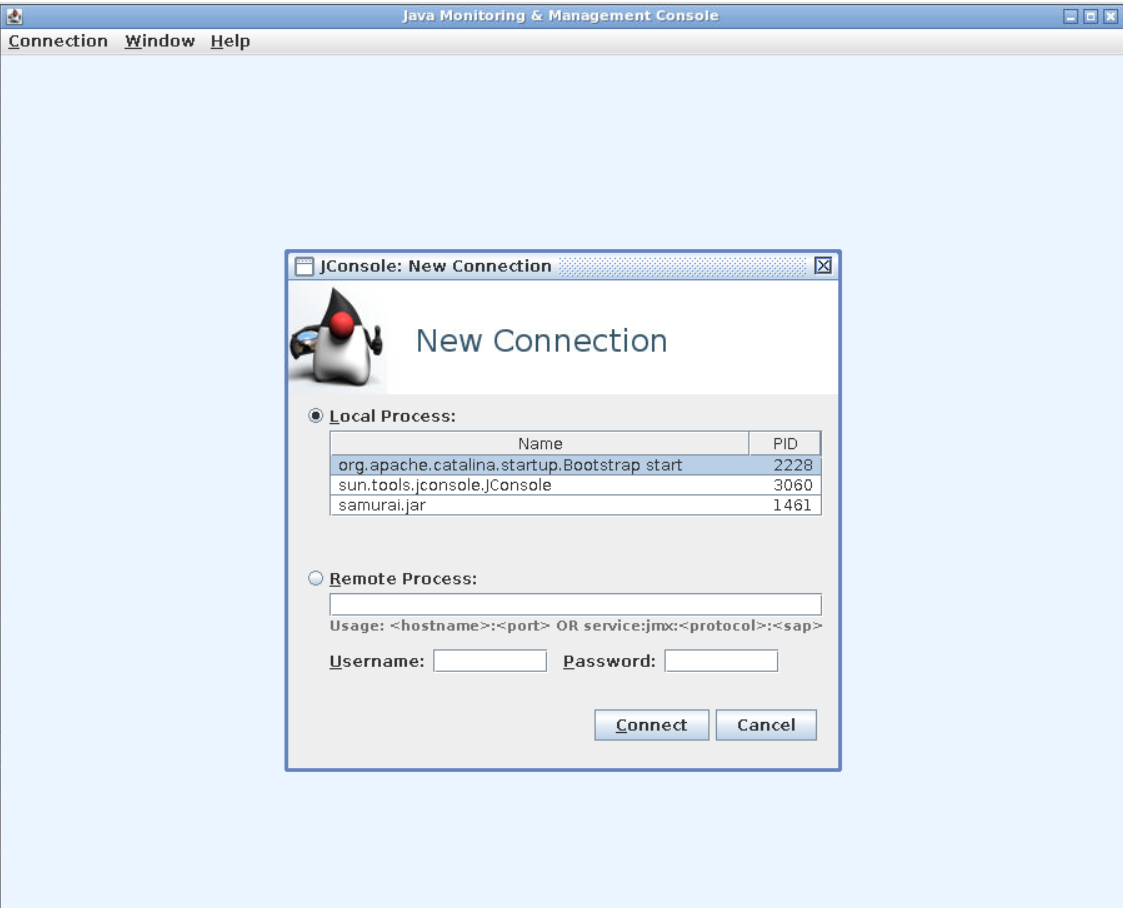 Java Monitoring & Management Console
Connection Window Help
JConsole: New Connection
New Connection
Local Process:
Name PID
org.apache.catalina.startup.Bootstrap start 2228
sun.tools.jconsole.JConsole 3060
samurai.jar 1461
Remote Process:
Usage: <hostname>:<port> OR service:jmx:<protocol>:<sap>
Username: Password:
Connect Cancel